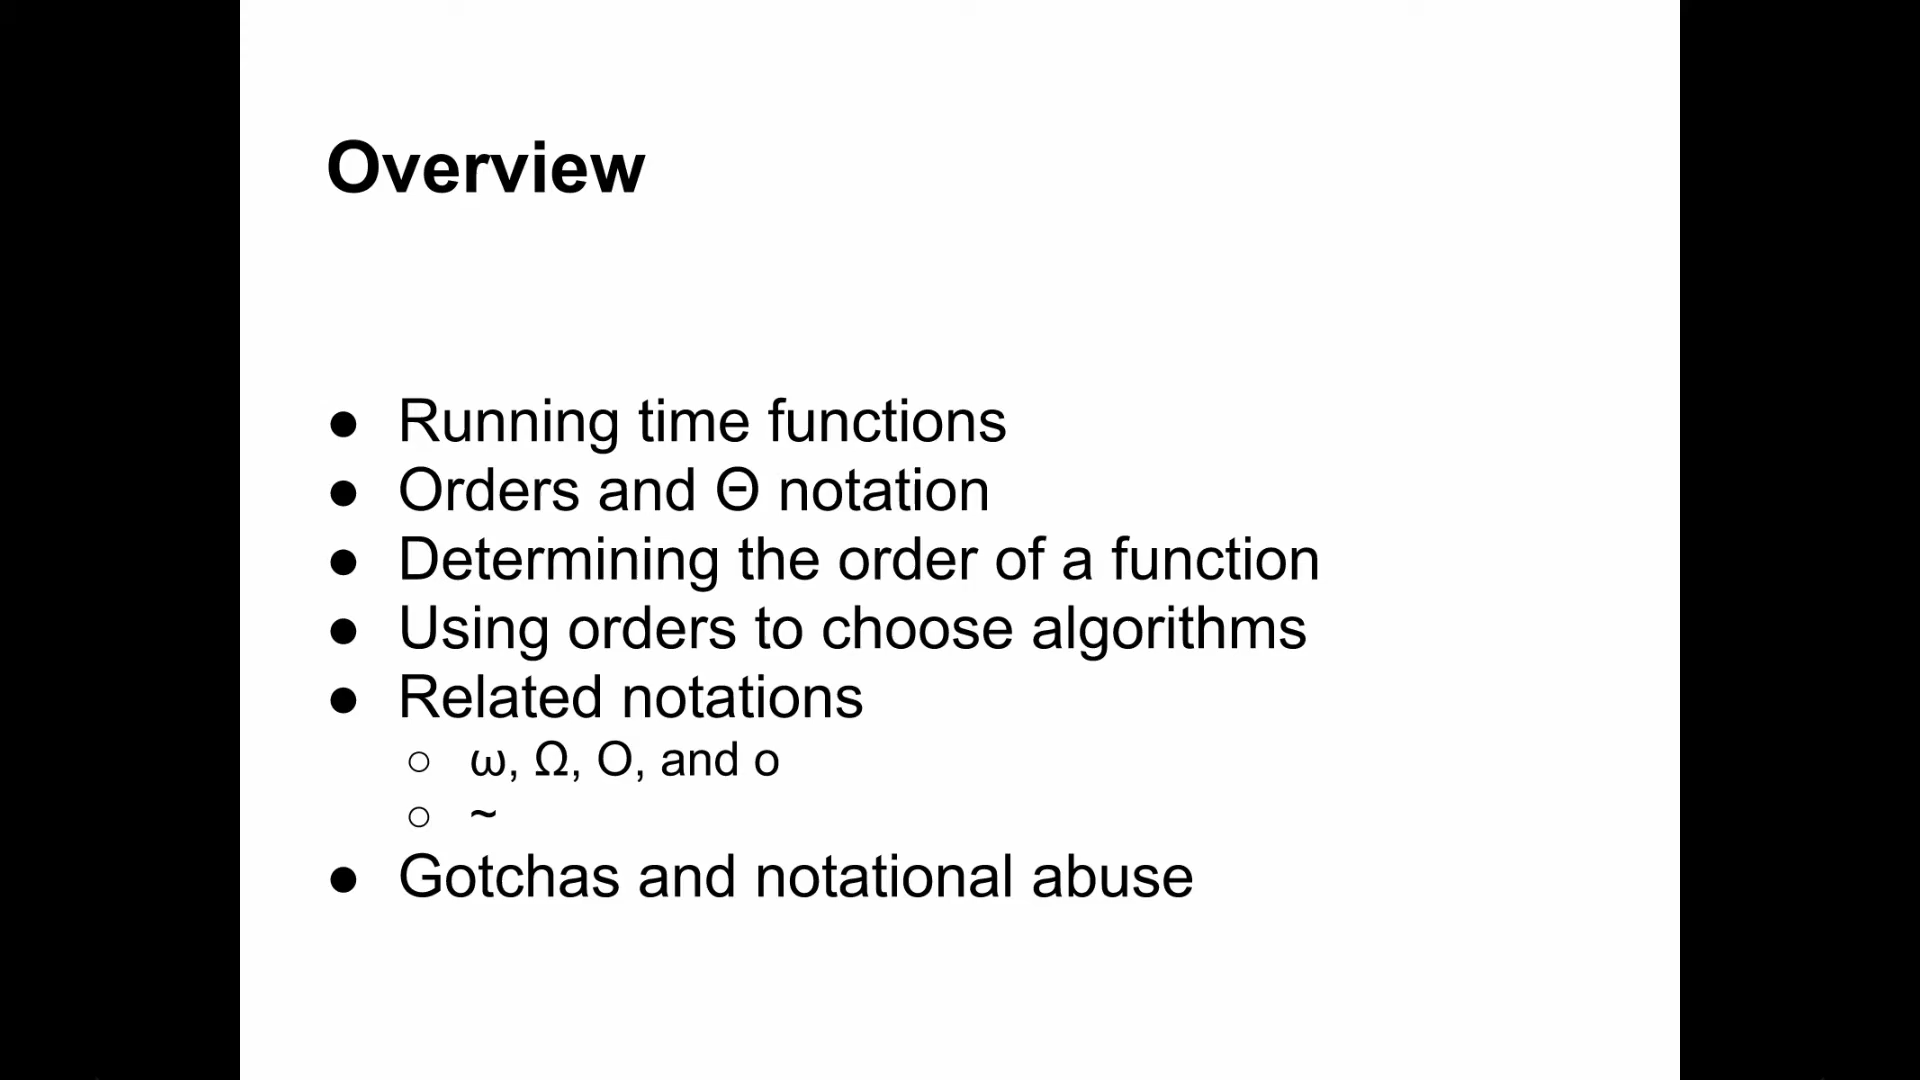 Overview
● Running time functions
● Orders and Θ notation
● Determining the order of a function
● Using orders to choose algorithms
● Related notations
○ ω, Ω, O, and o
○ ~
● Gotchas and notational abuse